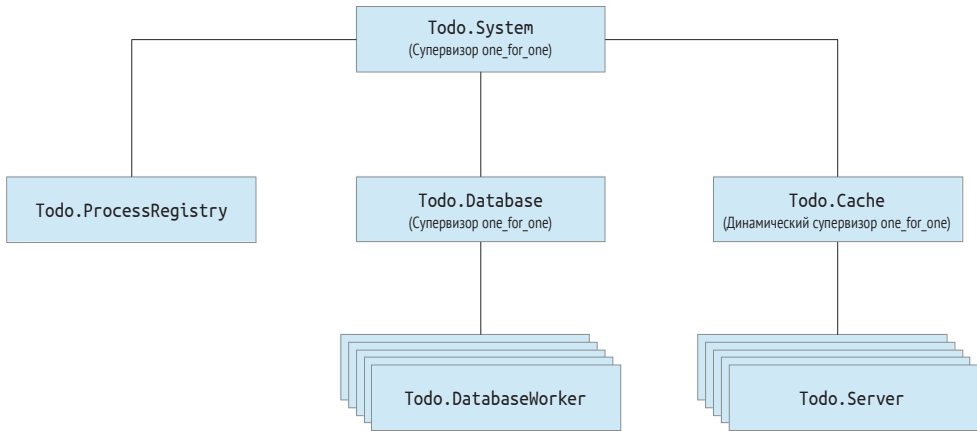 Todo.System
(Супервизор one_for_one)
Todo.ProcessRegistry
Todo.Database
(Супервизор one_for_one)
Todo.Cache
(Динамический супервизор one_for_one)
Todo.DatabaseWorker
Todo.Server